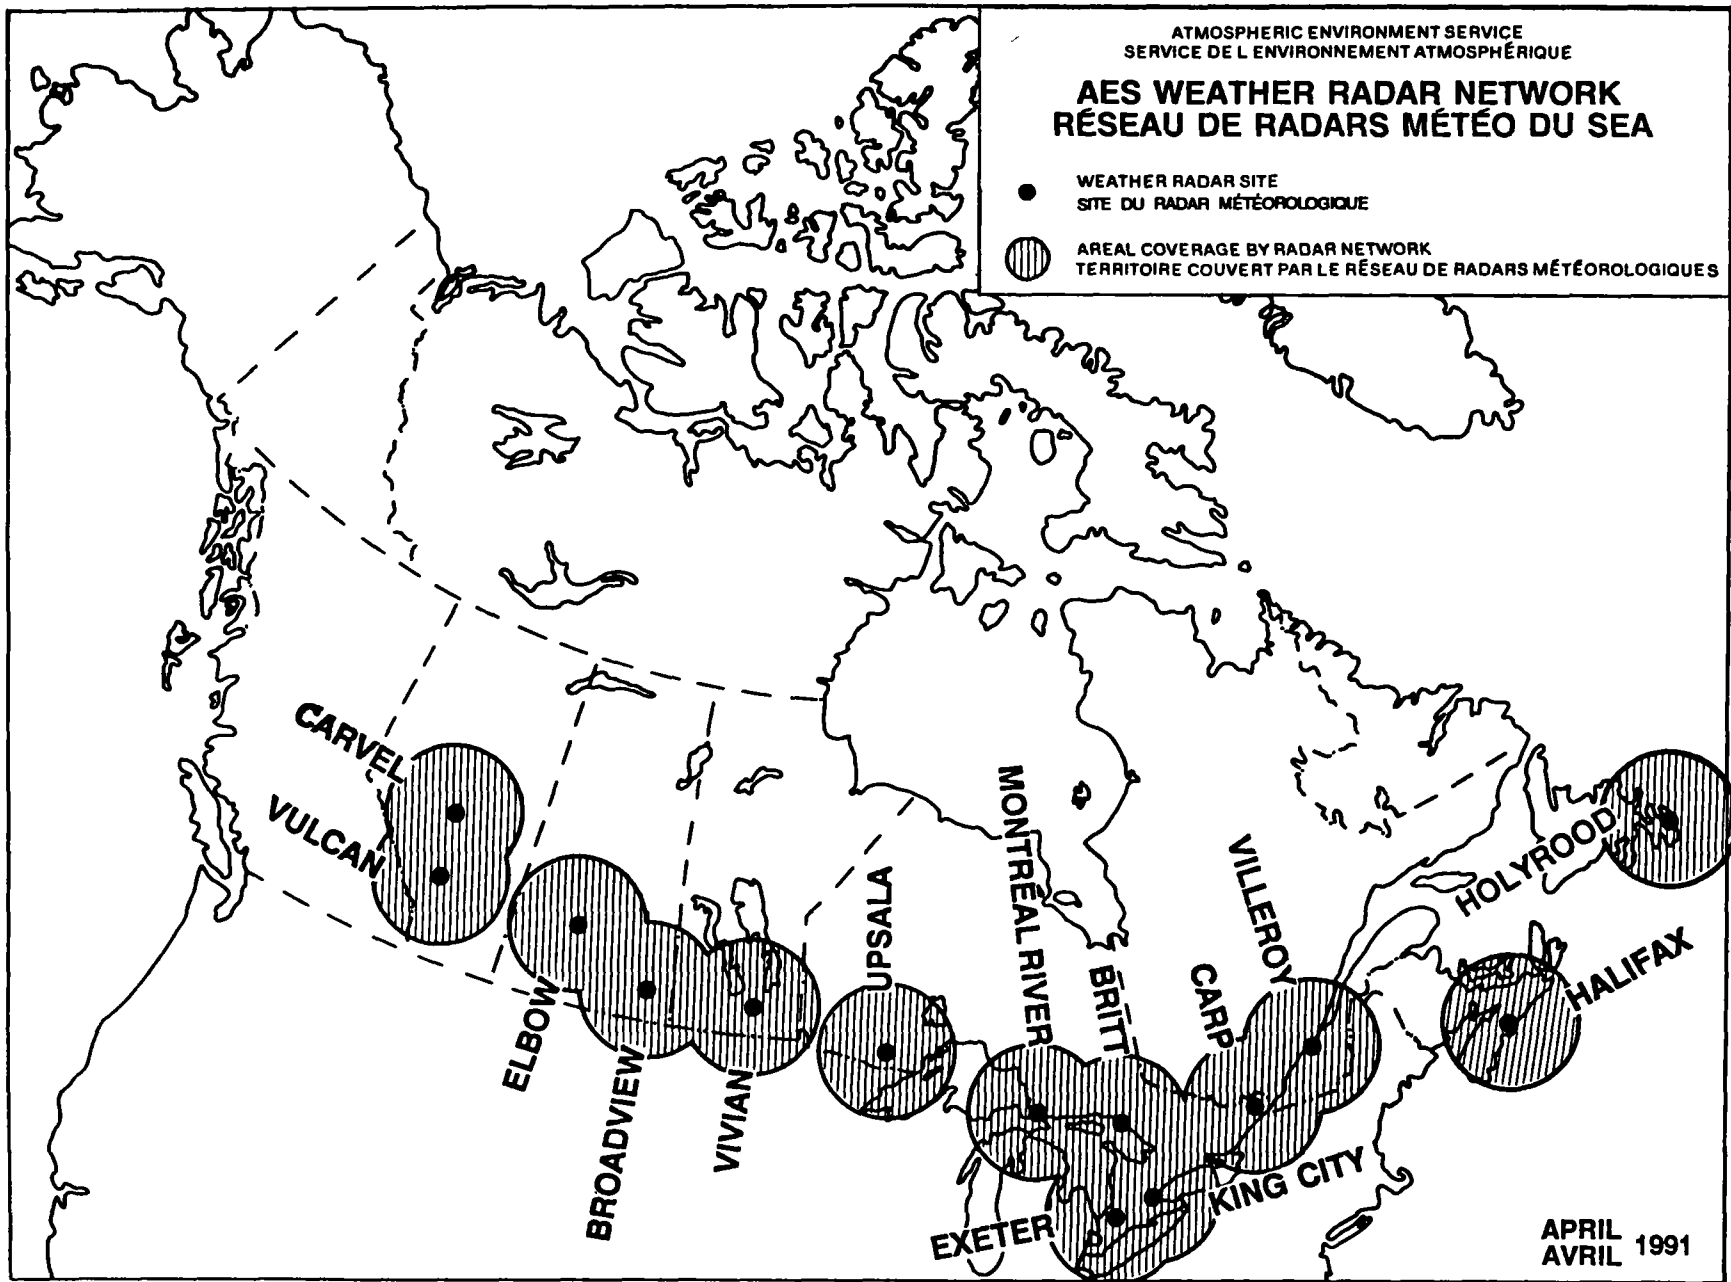 ATMOSPHERIC ENVIRONMENT SERVICE
SERVICE DE L ENVIRONNEMENT ATMOSPHÉRIQUE
AES WEATHER RADAR NETWORK
RÉSEAU DE RADARS MÉTÉO DU SEA
WEATHER RADAR SITE
SITE DU RADAR MÉTÉOROLOGIQUE
AREAL COVERAGE BY RADAR NETWORK
TERRITOIRE COUVERT PAR LE RÉSEAU DE RADARS MÉTÉOROLOGIQUES
CARVEL
VULCAN
ELBOW
BROADVIEW
VIVIAN
UPSALA
MONTRÉAL RIVER
BRITT
CARP
VILLEROY
HOLYROOD
HALIFAX
KING CITY
EXETER
APRIL
AVRIL 1991